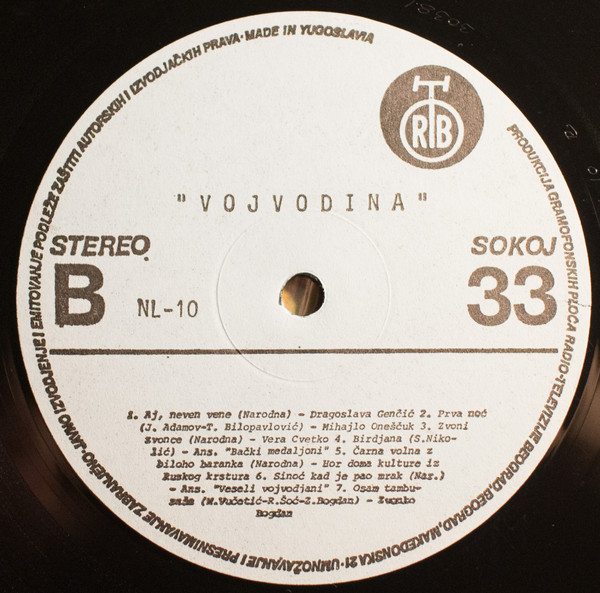 PRODUKCIJA GRAMOFONSKIH PLOČA RADIO-TELEVIZIJE BEOGRAD, BEOGRAD, MAKEDONSKA 21 · UMNOŽAVANJE I PRESNIMAVANJE ZABRANJENO · JAVNO IZVODJENJE I EMITOVANJE PODLEŽE ZAŠTITI AUTORSKIH I IZVODJAČKIH PRAVA · MADE IN YUGOSLAVIA
RTB
"VOJVODINA"
STEREO
SOKOJ
B
NL-10
33
1. Aj, neven vene (Narodna) - Dragoslava Genčić 2. Prva noć
(J. Adamov-T. Bilopavlović) - Mihajlo Oneščuk 3. Zvoni
zvonce (Narodna) - Vera Cvetko 4. Birdjana (S.Niko-
lić) - Ans. "Bački medaljoni" 5. Čarna volna z
biloho baranka (Narodna) - Hor doma kulture iz
Ruskog krstura 6. Sinoć kad je pao mrak (Nar.)
- Ans. "Veseli vojvodjani" 7. Osam tambu-
raša (M.Vučetić-R.Šoć-Z.Bogdan) - Zvonko
Bogdan